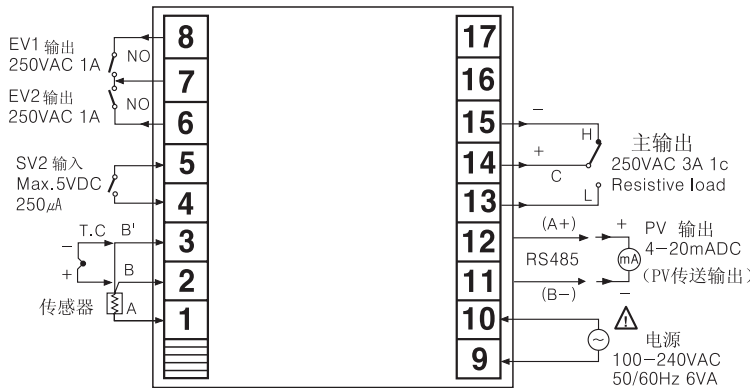 EV1 输出
250VAC 1A
NO
EV2 输出
250VAC 1A
NO
SV2 输入
Max.5VDC
250μA
T.C
B'
−
+
B
A
传感器
8
7
6
5
4
3
2
1
17
16
15
14
13
12
11
10
9
−
H
+
C
L
主输出
250VAC 3A 1c
Resistive load
(A+)
RS485
(B−)
+
mA
−
PV 输出
4−20mADC
(PV传送输出)
电源
100−240VAC
50/60Hz 6VA